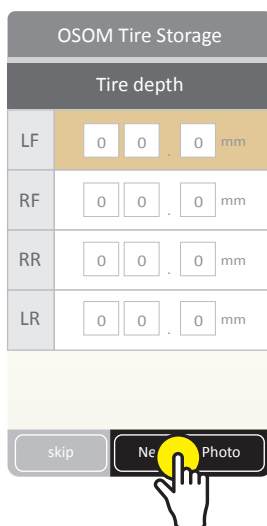 OSOM Tire Storage
Tire depth
LF 0 0 . 0 mm
RF 0 0 . 0 mm
RR 0 0 . 0 mm
LR 0 0 . 0 mm
skip Photo